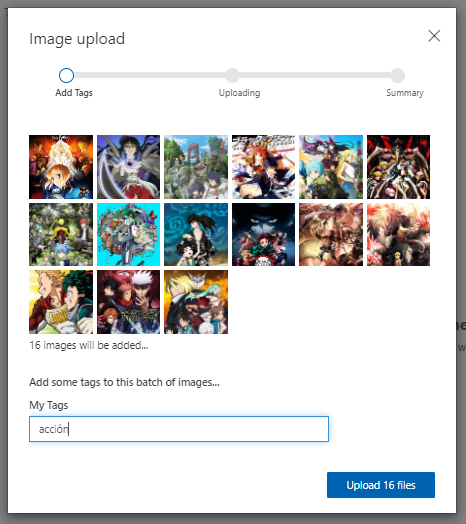 Image upload
Add Tags
Uploading
Summary
16 images will be added...
Add some tags to this batch of images...
My Tags
acción
Upload 16 files